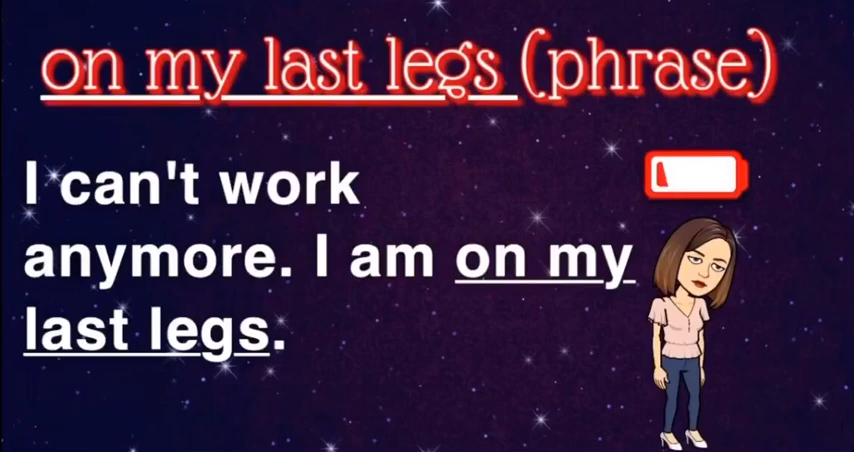 on my last legs (phrase)
I can't work
anymore. I am on my
last legs.